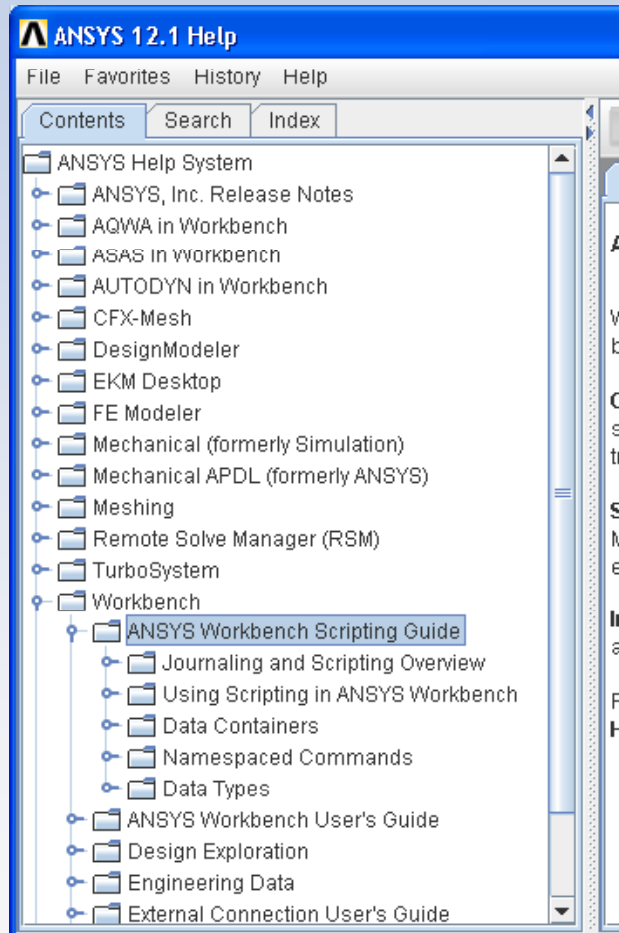 ANSYS 12.1 Help
File Favorites History Help
Contents Search Index
ANSYS Help System
ANSYS, Inc. Release Notes
AQWA in Workbench
ASAS in Workbench
AUTODYN in Workbench
CFX-Mesh
DesignModeler
EKM Desktop
FE Modeler
Mechanical (formerly Simulation)
Mechanical APDL (formerly ANSYS)
Meshing
Remote Solve Manager (RSM)
TurboSystem
Workbench
ANSYS Workbench Scripting Guide
Journaling and Scripting Overview
Using Scripting in ANSYS Workbench
Data Containers
Namespaced Commands
Data Types
ANSYS Workbench User's Guide
Design Exploration
Engineering Data
External Connection User's Guide